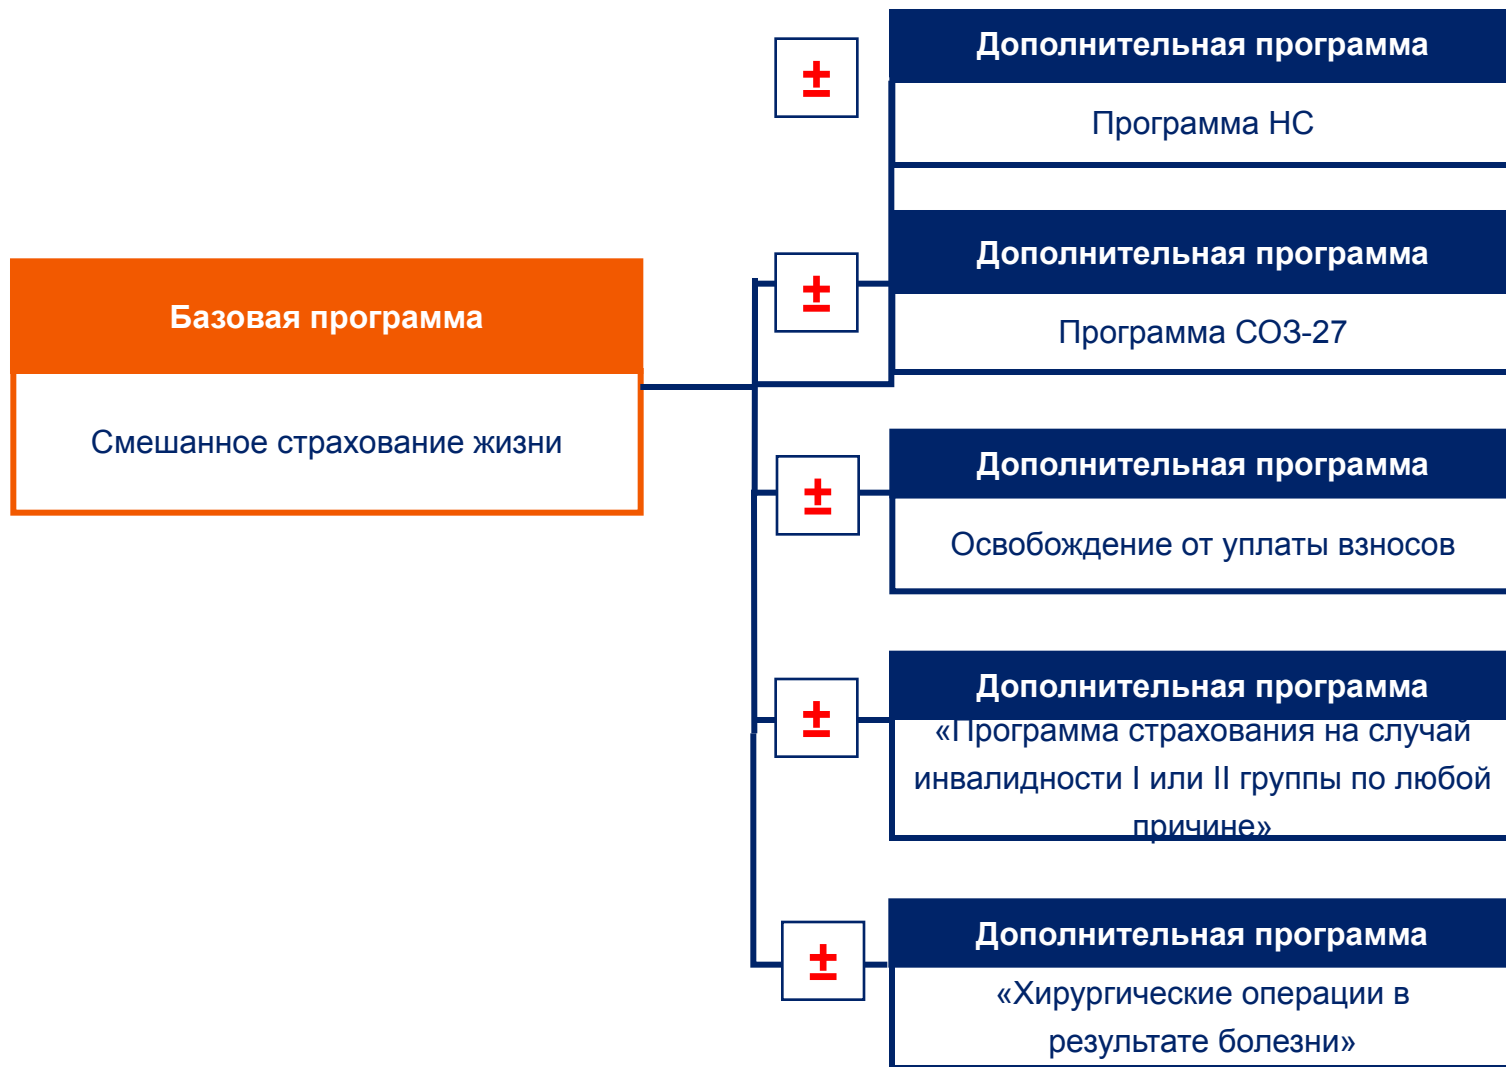 ±
Дополнительная программа
Программа НС
±
Дополнительная программа
Программа СОЗ-27
Базовая программа
Смешанное страхование жизни
±
Дополнительная программа
Освобождение от уплаты взносов
±
Дополнительная программа
«Программа страхования на случай
инвалидности I или II группы по любой
причине»
±
Дополнительная программа
«Хирургические операции в
результате болезни»